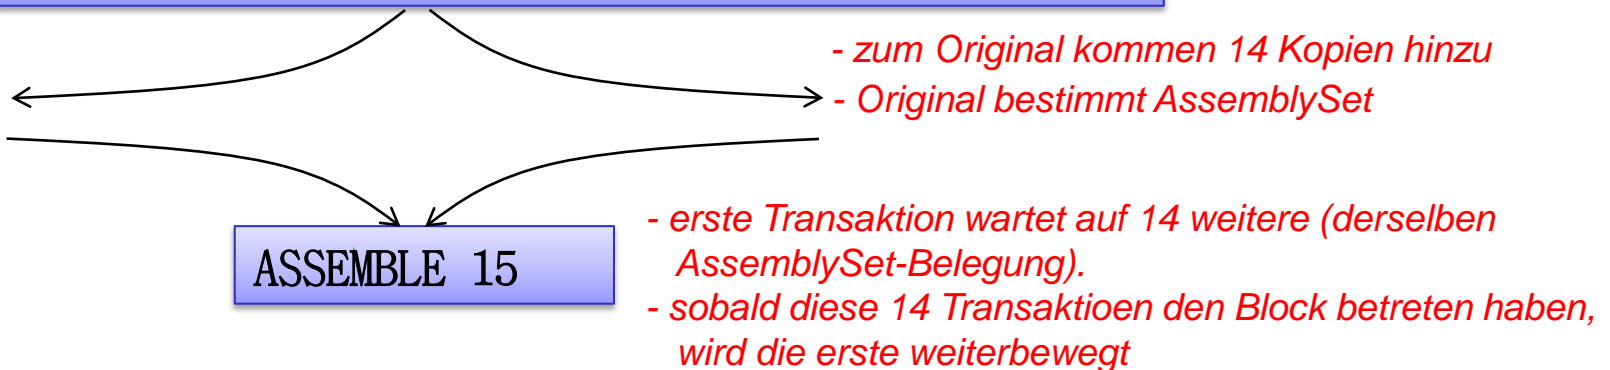 - zum Original kommen 14 Kopien hinzu
- Original bestimmt AssemblySet
- erste Transaktion wartet auf 14 weitere (derselben
AssemblySet-Belegung).
ASSEMBLE 15
- sobald diese 14 Transaktioen den Block betreten haben,
wird die erste weiterbewegt